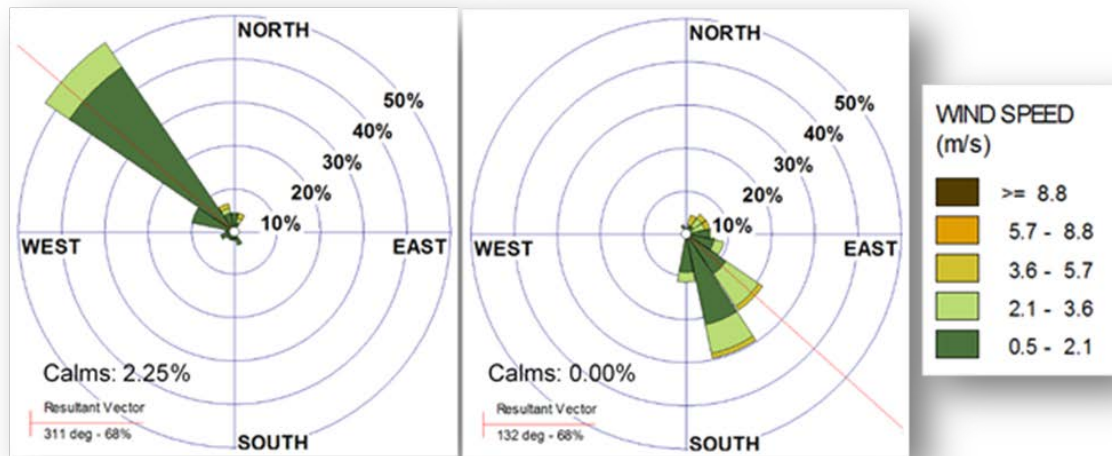 NORTH
50%
40%
30%
20%
10%
WEST
EAST
Calms: 2.25%
Resultant Vector
311 deg - 68%
SOUTH
NORTH
50%
40%
30%
20%
10%
WEST
EAST
Calms: 0.00%
Resultant Vector
132 deg - 68%
SOUTH
WIND SPEED
(m/s)
>= 8.8
5.7 - 8.8
3.6 - 5.7
2.1 - 3.6
0.5 - 2.1